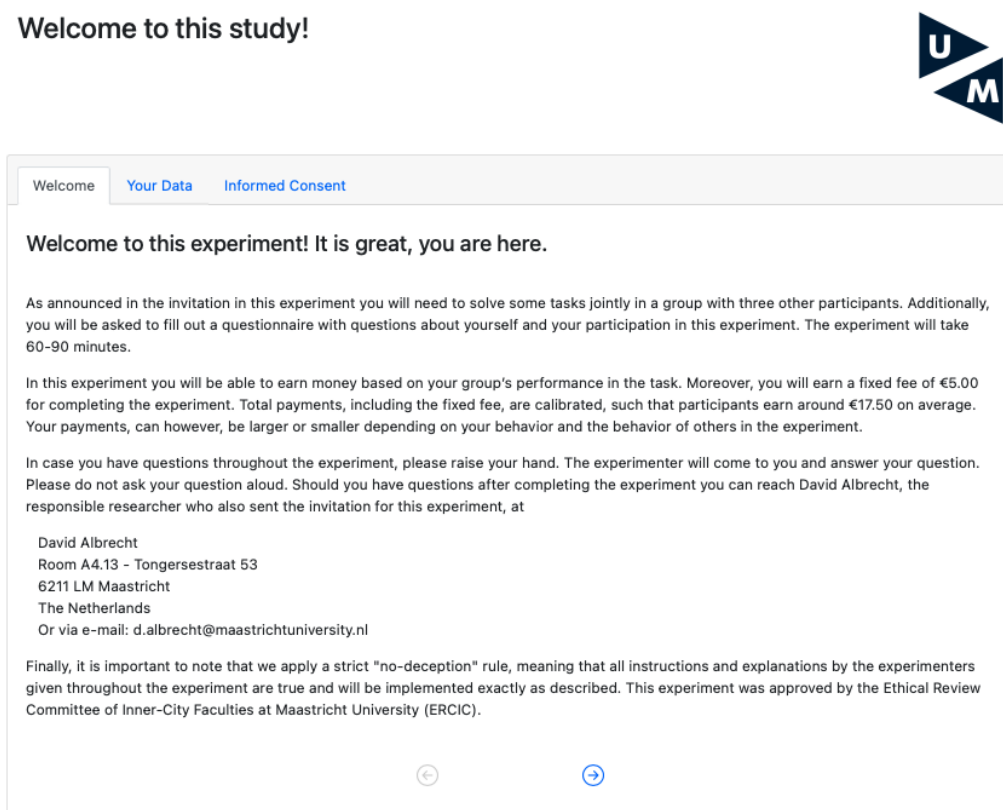 Welcome to this study!
U
M
Welcome
Your Data
Informed Consent
Welcome to this experiment! It is great, you are here.
As announced in the invitation in this experiment you will need to solve some tasks jointly in a group with three other participants. Additionally,
you will be asked to fill out a questionnaire with questions about yourself and your participation in this experiment. The experiment will take
60-90 minutes.
In this experiment you will be able to earn money based on your group's performance in the task. Moreover, you will earn a fixed fee of €5.00
for completing the experiment. Total payments, including the fixed fee, are calibrated, such that participants earn around €17.50 on average.
Your payments, can however, be larger or smaller depending on your behavior and the behavior of others in the experiment.
In case you have questions throughout the experiment, please raise your hand. The experimenter will come to you and answer your question.
Please do not ask your question aloud. Should you have questions after completing the experiment you can reach David Albrecht, the
responsible researcher who also sent the invitation for this experiment, at
David Albrecht
Room A4.13 - Tongersestraat 53
6211 LM Maastricht
The Netherlands
Or via e-mail: d.albrecht@maastrichtuniversity.nl
Finally, it is important to note that we apply a strict "no-deception" rule, meaning that all instructions and explanations by the experimenters
given throughout the experiment are true and will be implemented exactly as described. This experiment was approved by the Ethical Review
Committee of Inner-City Faculties at Maastricht University (ERCIC).